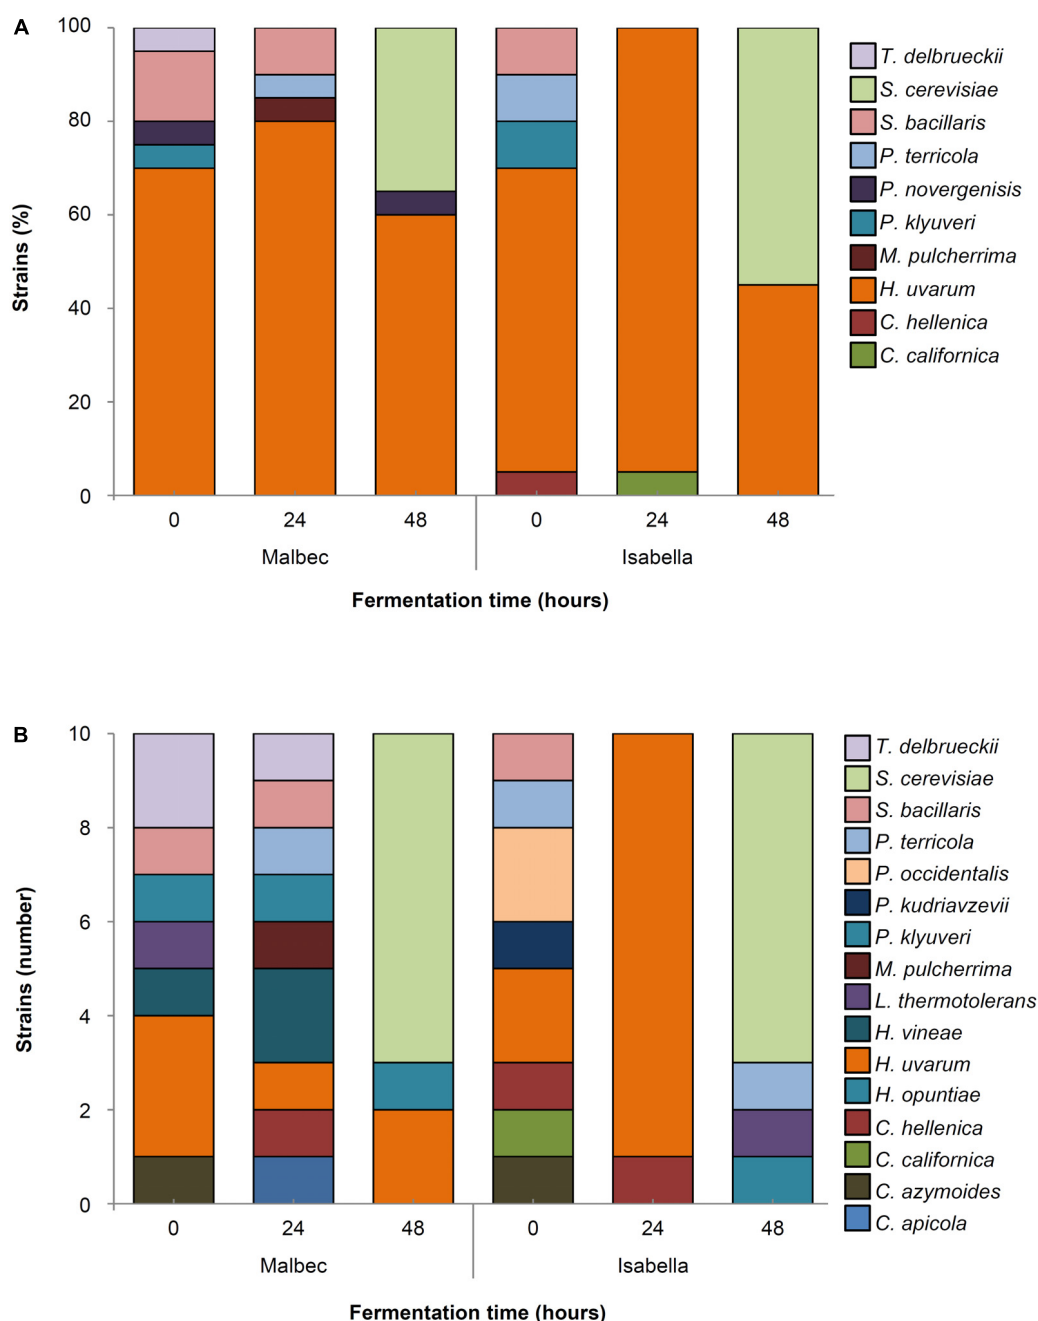 A
100
80
60
40
20
0
Strains (%)
0 24 48 0 24 48
Malbec Isabella
Fermentation time (hours)
T. delbrueckii
S. cerevisiae
S. bacillaris
P. terricola
P. novergenisis
P. klyuveri
M. pulcherrima
H. uvarum
C. hellenica
C. californica
B
10
8
6
4
2
0
Strains (number)
0 24 48 0 24 48
Malbec Isabella
Fermentation time (hours)
T. delbrueckii
S. cerevisiae
S. bacillaris
P. terricola
P. occidentalis
P. kudriavzevii
P. klyuveri
M. pulcherrima
L. thermotolerans
H. vineae
H. uvarum
H. opuntiae
C. hellenica
C. californica
C. azymoides
C. apicola